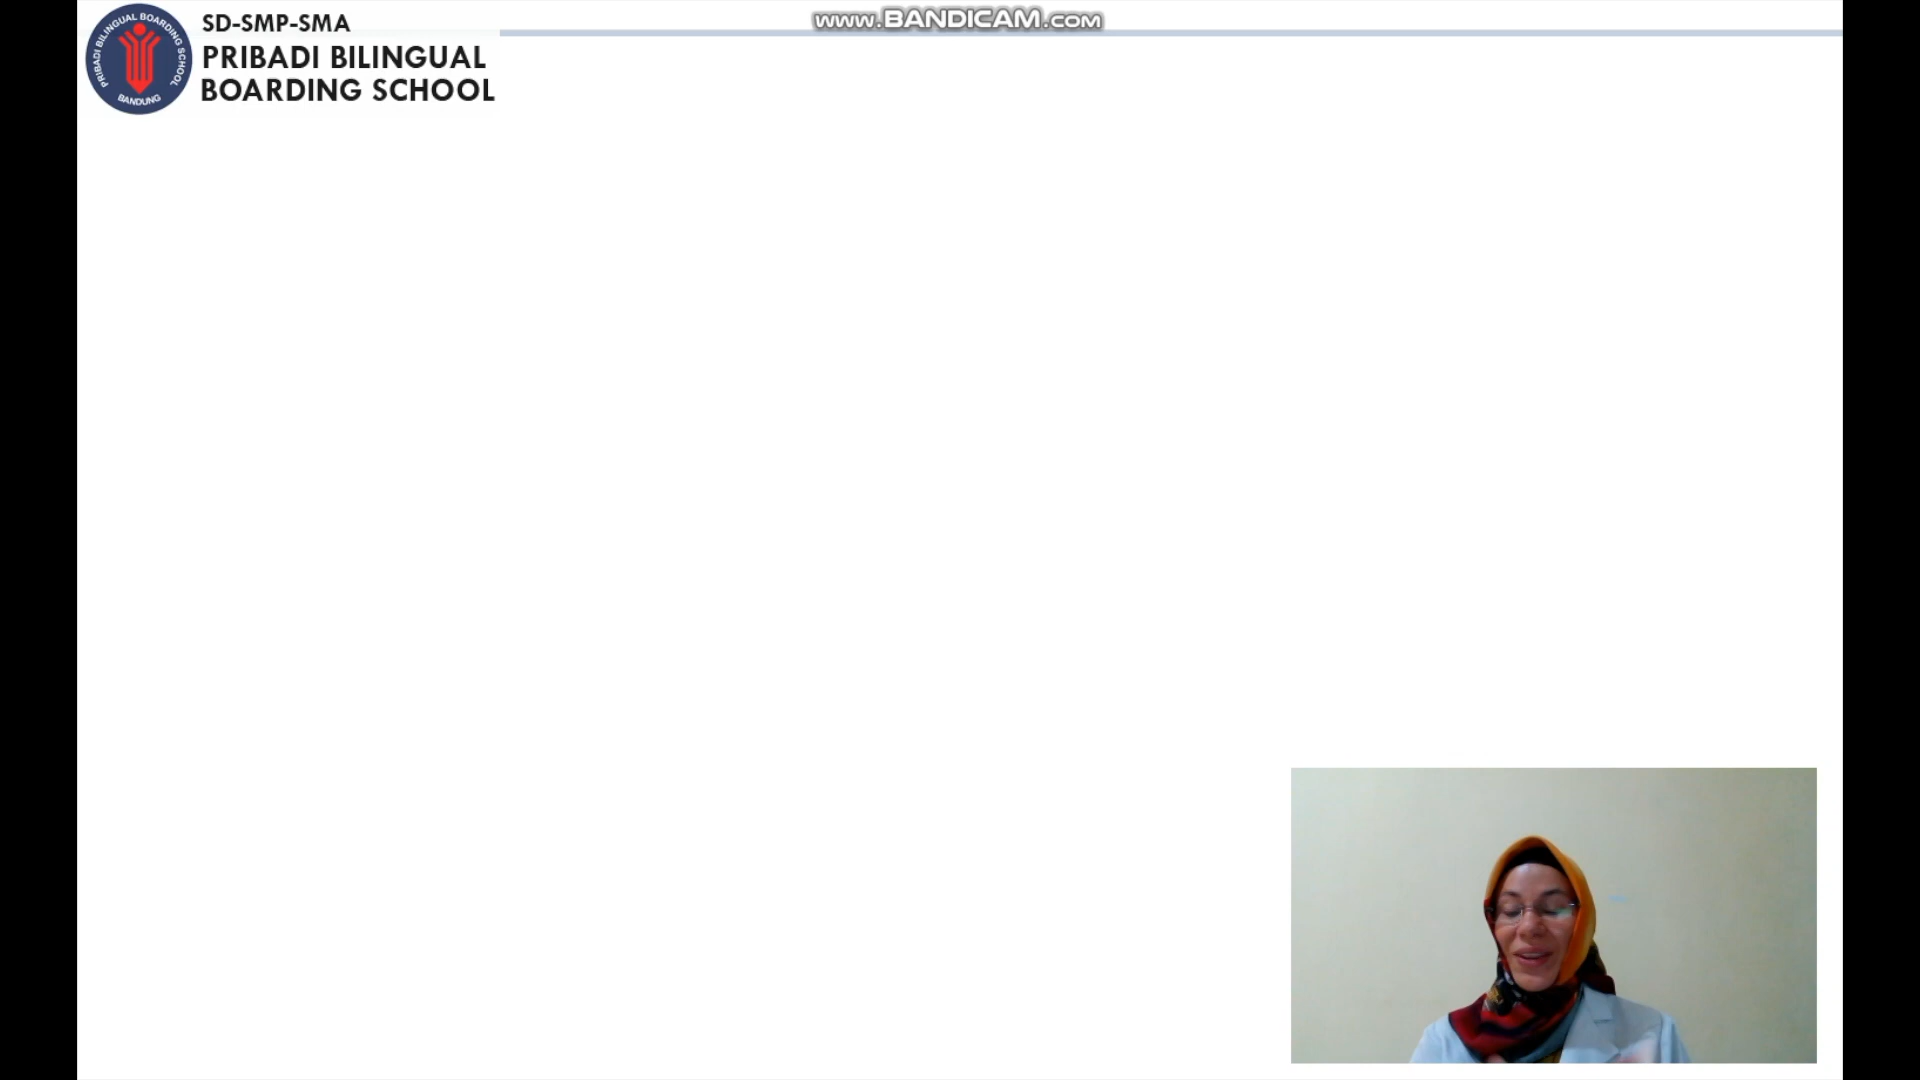 SD-SMP-SMA
PRIBADI BILINGUAL
BOARDING SCHOOL
PRIBADI BILINGUAL BOARDING SCHOOL
BANDUNG
www.BANDICAM.com